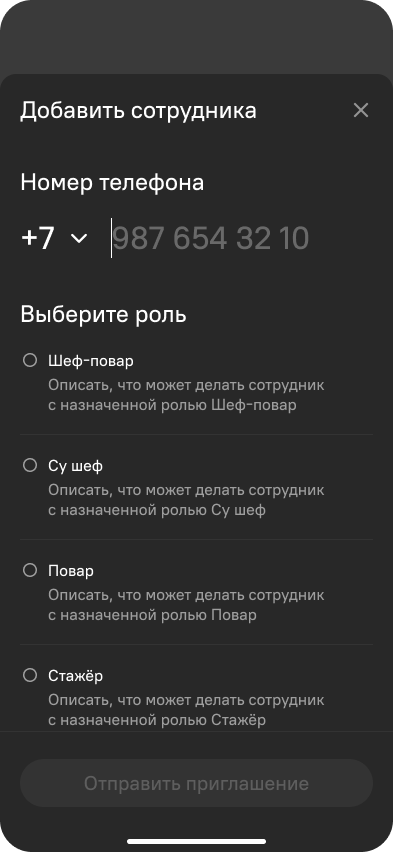 Добавить сотрудника
Номер телефона
+7 987 654 32 10
Выберите роль
Шеф-повар
Описать, что может делать сотрудник
с назначенной ролью Шеф-повар
Су шеф
Описать, что может делать сотрудник
с назначенной ролью Су шеф
Повар
Описать, что может делать сотрудник
с назначенной ролью Повар
Стажёр
Описать, что может делать сотрудник
с назначенной ролью Стажёр
Отправить приглашение